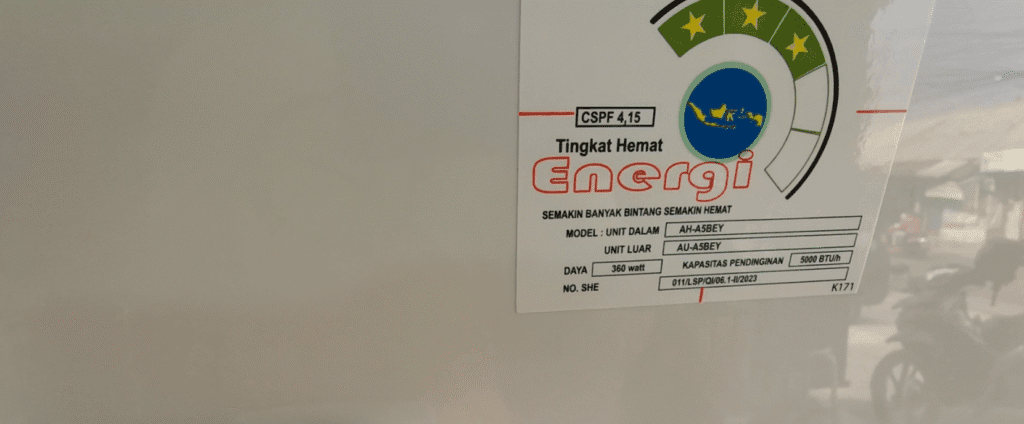 CSPF 4,15
Tingkat Hemat
Energi
SEMAKIN BANYAK BINTANG SEMAKIN HEMAT
MODEL : UNIT DALAM AH-A5BEY
UNIT LUAR AU-A5BEY
DAYA 360 watt KAPASITAS PENDINGINAN 5000 BTU/h
NO. SHE 011/LSP/QI/06.1-II/2023
K171